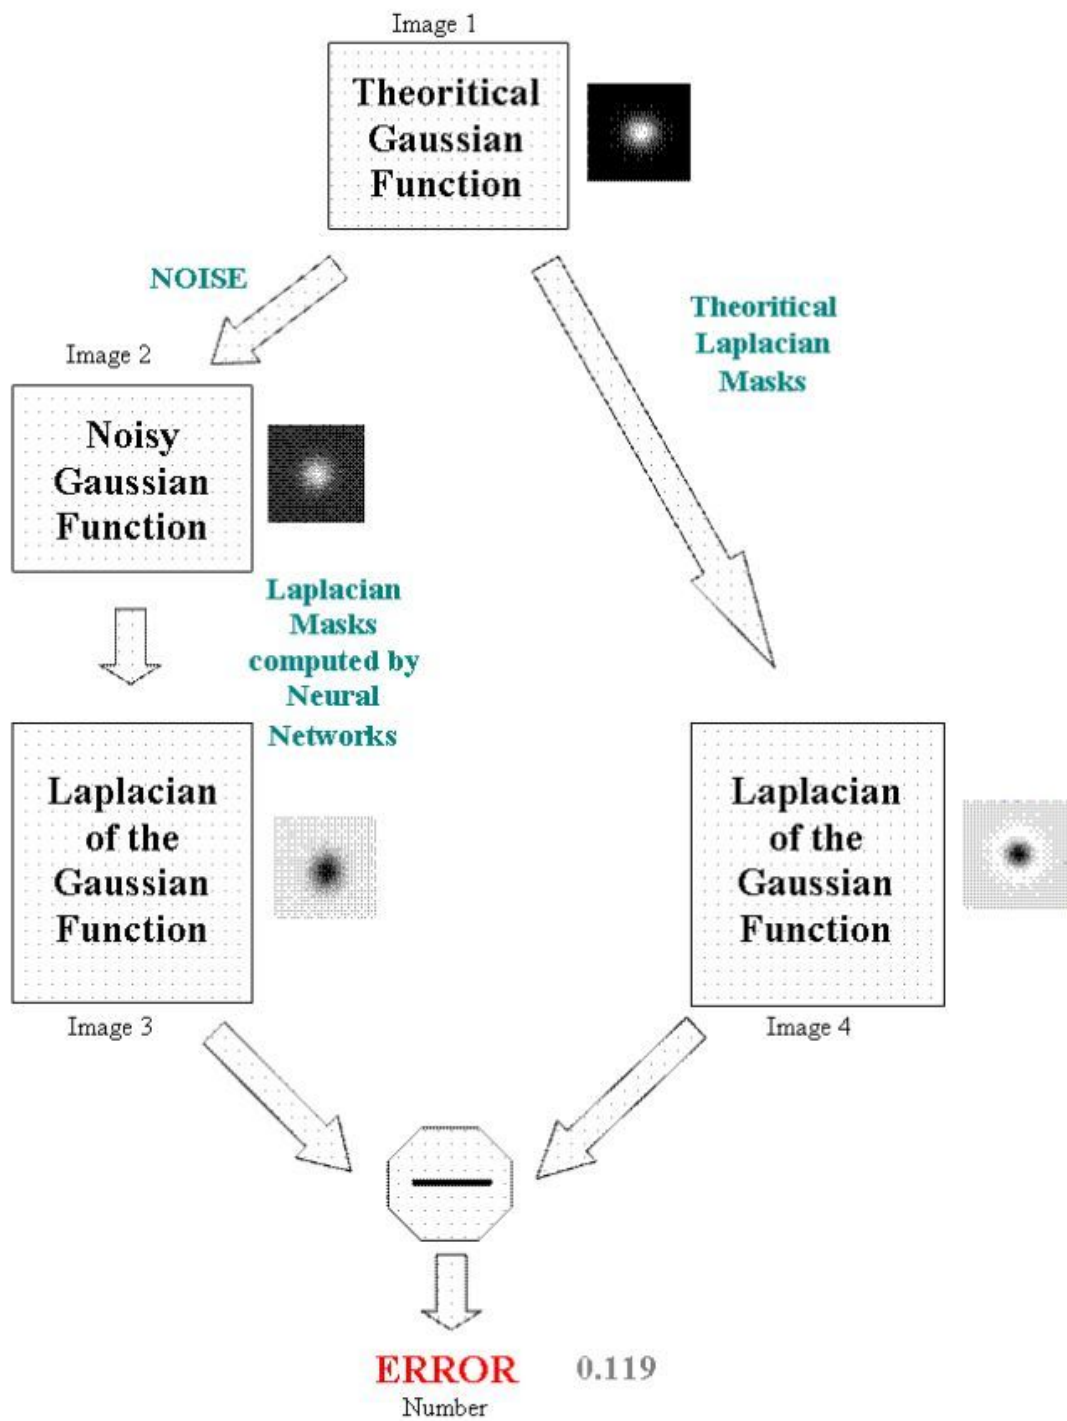 Image 1
Theoritical
Gaussian
Function
NOISE
Theoritical
Laplacian
Masks
Image 2
Noisy
Gaussian
Function
Laplacian
Masks
computed by
Neural
Networks
Laplacian
of the
Gaussian
Function
Image 3
Laplacian
of the
Gaussian
Function
Image 4
ERROR 0.119
Number